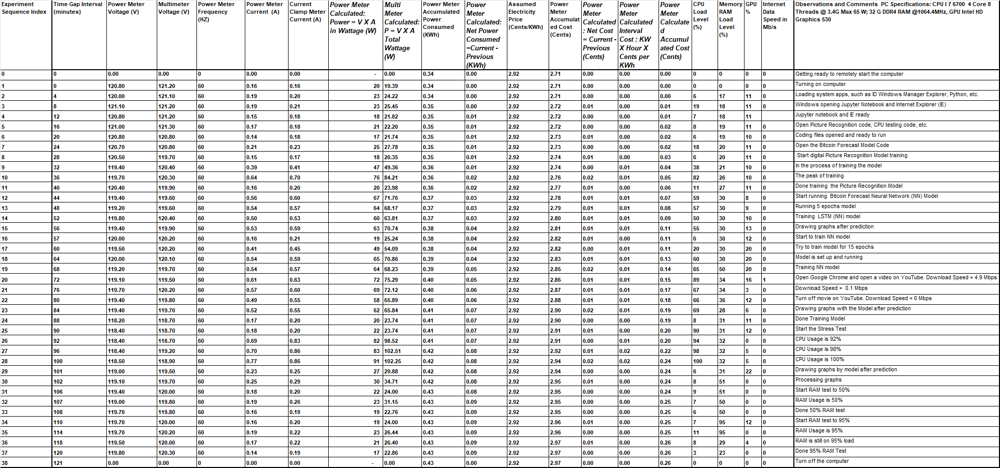 Experiment Sequence Index | Time Gap Interval (minutes) | Power Meter Voltage (V) | Multimeter Voltage (V) | Power Meter Frequency (HZ) | Power Meter Current (A) | Current Clamp Meter Current (A) | Power Meter Calculated: Power = V X A in Wattage (W) | Multi Meter Calculated: P = V X A Total Wattage (W) | Power Meter Accumulated Power Consumed (KWh) | Power Meter Calculated: Net Power Consumed =Current - Previous (KWh) | Assumed Electricity Price (Cents/KWh) | Power Meter Accumulated Cost (Cents) | Power Meter Calculated : Net Cost = Current - Previous (Cents) | Power Meter Calculated Interval Cost : KW X Hour X Cents per KWh | Power Meter Calculated Accumulated Cost (Cents) | CPU Load Level (%) | Memory RAM Load Level (%) | GPU % | Internet Data Speed in Mb/s | Observations and Comments PC Specifications: CPU I 7 6700 4 Core 8 Threads @ 3.4G Max 65 W; 32 G DDR4 RAM @1064.4MHz, GPU Intel HD Graphics 530
0 | 0 | 0.00 | 0.00 | 60 | 0.00 | 0.00 | - | 0.00 | 0.34 | 0.00 | 2.92 | 2.71 | 0.00 | 0.00 | 0.00 | 0 | 0 | 0 | 0 | Getting ready to remotely start the computer
1 | 0 | 120.80 | 121.20 | 60 | 0.16 | 0.16 | 20 | 19.39 | 0.34 | 0.00 | 2.92 | 2.71 | 0.00 | 0.00 | 0.00 | 0 | 0 | 0 | 0 | Turning on computer
2 | 4 | 120.00 | 121.10 | 60 | 0.19 | 0.20 | 23 | 24.22 | 0.34 | 0.00 | 2.92 | 2.71 | 0.00 | 0.00 | 0.00 | 6 | 17 | 11 | 0 | Loading system apps, such as ID Windows Manager Explorer, Python, etc.
3 | 8 | 121.10 | 121.20 | 60 | 0.19 | 0.21 | 23 | 25.45 | 0.35 | 0.00 | 2.92 | 2.72 | 0.01 | 0.00 | 0.01 | 19 | 18 | 11 | 0 | Windows opening Jupyter Notebook and Internet Explorer (IE)
4 | 12 | 120.80 | 121.20 | 60 | 0.15 | 0.18 | 18 | 21.82 | 0.35 | 0.01 | 2.92 | 2.72 | 0.00 | 0.00 | 0.01 | 7 | 18 | 11 | Jupyter notebook and IE ready
5 | 16 | 121.00 | 121.30 | 60 | 0.17 | 0.18 | 21 | 22.20 | 0.35 | 0.01 | 2.92 | 2.72 | 0.00 | 0.00 | 0.02 | 8 | 19 | 11 | 0 | Open Picture Recognition code, CPU testing code, etc.
6 | 20 | 120.80 | 120.80 | 60 | 0.14 | 0.18 | 17 | 21.74 | 0.35 | 0.01 | 2.92 | 2.73 | 0.01 | 0.00 | 0.02 | 6 | 19 | 10 | 0 | Coding files opened and ready to run
7 | 24 | 120.70 | 120.80 | 60 | 0.21 | 0.23 | 25 | 27.78 | 0.35 | 0.01 | 2.92 | 2.73 | 0.00 | 0.00 | 0.02 | 18 | 20 | 11 | 0 | Open the Bitcoin Forecast Model Code
8 | 28 | 120.50 | 119.70 | 60 | 0.15 | 0.17 | 18 | 20.35 | 0.35 | 0.01 | 2.92 | 2.74 | 0.01 | 0.00 | 0.03 | 6 | 20 | 11 | 0 | Start digital Picture Recognition Model training
9 | 32 | 119.40 | 120.40 | 60 | 0.39 | 0.41 | 47 | 49.36 | 0.36 | 0.01 | 2.92 | 2.74 | 0.00 | 0.01 | 0.04 | 38 | 21 | 10 | 0 | In the process of training the model
10 | 36 | 119.70 | 120.30 | 60 | 0.64 | 0.70 | 76 | 84.21 | 0.36 | 0.02 | 2.92 | 2.76 | 0.02 | 0.01 | 0.05 | 82 | 26 | 10 | 0 | The peak of training
11 | 40 | 120.40 | 119.90 | 60 | 0.16 | 0.20 | 20 | 23.98 | 0.36 | 0.02 | 2.92 | 2.77 | 0.01 | 0.01 | 0.06 | 11 | 27 | 11 | 0 | Done training the Picture Recognition Model
12 | 44 | 119.40 | 119.60 | 60 | 0.56 | 0.60 | 67 | 71.76 | 0.37 | 0.03 | 2.92 | 2.78 | 0.01 | 0.01 | 0.07 | 59 | 30 | 8 | 0 | Start running Bitcoin Forecast Neural Network (NN) Model
13 | 48 | 119.20 | 119.60 | 60 | 0.54 | 0.57 | 64 | 68.17 | 0.37 | 0.03 | 2.92 | 2.79 | 0.01 | 0.01 | 0.08 | 57 | 30 | 9 | 0 | Running 5 epochs model
14 | 52 | 119.80 | 120.40 | 60 | 0.50 | 0.53 | 60 | 63.81 | 0.37 | 0.03 | 2.92 | 2.80 | 0.01 | 0.01 | 0.09 | 50 | 30 | 10 | 0 | Training LSTM (NN) model
15 | 56 | 119.40 | 119.90 | 60 | 0.53 | 0.59 | 63 | 70.74 | 0.38 | 0.04 | 2.92 | 2.81 | 0.01 | 0.01 | 0.11 | 55 | 30 | 13 | 0 | Drawing graphs after prediction
16 | 57 | 120.00 | 120.20 | 60 | 0.16 | 0.21 | 19 | 25.24 | 0.38 | 0.04 | 2.92 | 2.82 | 0.01 | 0.00 | 0.11 | 6 | 30 | 12 | 0 | Start to train NN model
17 | 60 | 119.50 | 120.20 | 60 | 0.41 | 0.45 | 49 | 54.09 | 0.38 | 0.04 | 2.92 | 2.82 | 0.00 | 0.01 | 0.11 | 20 | 30 | 20 | 0 | Try to train model for 15 epochs
18 | 64 | 120.00 | 120.10 | 60 | 0.54 | 0.59 | 65 | 70.86 | 0.39 | 0.04 | 2.92 | 2.83 | 0.01 | 0.01 | 0.13 | 60 | 30 | 20 | 0 | Model is set up and running
19 | 68 | 119.20 | 119.70 | 60 | 0.54 | 0.57 | 64 | 68.23 | 0.39 | 0.05 | 2.92 | 2.85 | 0.02 | 0.01 | 0.14 | 65 | 50 | 20 | 0 | Training NN model
20 | 72 | 119.10 | 119.50 | 60 | 0.61 | 0.63 | 72 | 75.29 | 0.40 | 0.05 | 2.92 | 2.86 | 0.01 | 0.01 | 0.15 | 89 | 34 | 16 | 1 | Open Google Chrome and open a video on YouTube. Download Speed = 4.9 Mbps
21 | 76 | 119.70 | 120.20 | 60 | 0.57 | 0.60 | 69 | 72.12 | 0.40 | 0.06 | 2.92 | 2.87 | 0.01 | 0.01 | 0.17 | 67 | 34 | 3 | 0 | Download Speed = 0.1 Mbps
22 | 80 | 119.40 | 119.80 | 60 | 0.49 | 0.55 | 58 | 65.89 | 0.40 | 0.06 | 2.92 | 2.88 | 0.01 | 0.01 | 0.18 | 66 | 36 | 12 | 0 | Turn off movie on YouTube. Download Speed = 0 Mbps
23 | 84 | 119.40 | 119.70 | 60 | 0.52 | 0.55 | 62 | 65.84 | 0.41 | 0.07 | 2.92 | 2.90 | 0.02 | 0.01 | 0.19 | 69 | 28 | 6 | 0 | Drawing graphs with the Model after prediction
24 | 88 | 118.20 | 118.70 | 60 | 0.17 | 0.20 | 20 | 23.74 | 0.41 | 0.07 | 2.92 | 2.90 | 0.00 | 0.00 | 0.19 | 8 | 31 | 11 | 0 | Done Training Model
25 | 90 | 118.40 | 118.70 | 60 | 0.18 | 0.20 | 22 | 23.74 | 0.41 | 0.07 | 2.92 | 2.91 | 0.01 | 0.00 | 0.20 | 90 | 31 | 12 | 0 | Start the Stress Test
26 | 92 | 118.40 | 118.70 | 60 | 0.69 | 0.83 | 82 | 98.52 | 0.41 | 0.07 | 2.92 | 2.91 | 0.00 | 0.01 | 0.20 | 94 | 32 | 0 | 0 | CPU Usage is 92%
27 | 96 | 118.40 | 119.20 | 60 | 0.70 | 0.86 | 83 | 102.51 | 0.42 | 0.08 | 2.92 | 2.92 | 0.01 | 0.02 | 0.22 | 98 | 32 | 5 | 0 | CPU Usage is 98%
28 | 100 | 118.50 | 118.90 | 60 | 0.77 | 0.86 | 91 | 102.25 | 0.42 | 0.08 | 2.92 | 2.94 | 0.02 | 0.02 | 0.24 | 100 | 32 | 5 | 0 | CPU Usage is 100%
29 | 101 | 119.00 | 119.50 | 60 | 0.23 | 0.25 | 27 | 29.88 | 0.42 | 0.08 | 2.92 | 2.94 | 0.00 | 0.00 | 0.24 | 6 | 31 | 22 | 0 | Drawing graphs by model after prediction
30 | 102 | 119.10 | 119.70 | 60 | 0.25 | 0.29 | 30 | 34.71 | 0.42 | 0.08 | 2.92 | 2.95 | 0.01 | 0.00 | 0.24 | 8 | 51 | 0 | 0 | Processing graphs
31 | 106 | 119.40 | 120.00 | 60 | 0.18 | 0.20 | 22 | 24.00 | 0.43 | 0.08 | 2.92 | 2.95 | 0.00 | 0.00 | 0.24 | 9 | 51 | 0 | 0 | Start RAM test to 50%
32 | 107 | 119.00 | 119.80 | 60 | 0.19 | 0.26 | 23 | 31.15 | 0.43 | 0.09 | 2.92 | 2.95 | 0.00 | 0.00 | 0.25 | 7 | 50 | 0 | 0 | RAM Usage is 50%
33 | 108 | 119.70 | 119.80 | 60 | 0.16 | 0.19 | 19 | 22.76 | 0.43 | 0.09 | 2.92 | 2.95 | 0.00 | 0.00 | 0.25 | 6 | 50 | 0 | 0 | Done 50% RAM test
34 | 110 | 119.70 | 120.00 | 60 | 0.16 | 0.20 | 19 | 24.00 | 0.43 | 0.09 | 2.92 | 2.96 | 0.01 | 0.00 | 0.25 | 7 | 95 | 12 | 0 | Start RAM test to 95%
35 | 114 | 119.70 | 120.20 | 60 | 0.19 | 0.22 | 23 | 26.44 | 0.43 | 0.09 | 2.92 | 2.96 | 0.00 | 0.00 | 0.25 | 11 | 95 | 0 | 0 | RAM Usage is 95%
36 | 118 | 119.50 | 120.00 | 60 | 0.17 | 0.22 | 21 | 26.40 | 0.43 | 0.09 | 2.92 | 2.97 | 0.01 | 0.00 | 0.26 | 8 | 29 | 4 | 0 | RAM is still on 95% load
37 | 120 | 119.80 | 120.30 | 60 | 0.14 | 0.19 | 17 | 22.86 | 0.43 | 0.09 | 2.92 | 2.97 | 0.00 | 0.00 | 0.26 | 3 | 23 | 0 | 0 | Done 95% RAM Test
38 | 121 | 0.00 | 0.00 | 0 | 0.00 | 0.00 | - | 0.00 | 0.43 | 0.00 | 2.92 | 2.97 | 0.00 | 0.00 | 0.26 | 0 | 0 | 0 | 0 | Turn off the computer